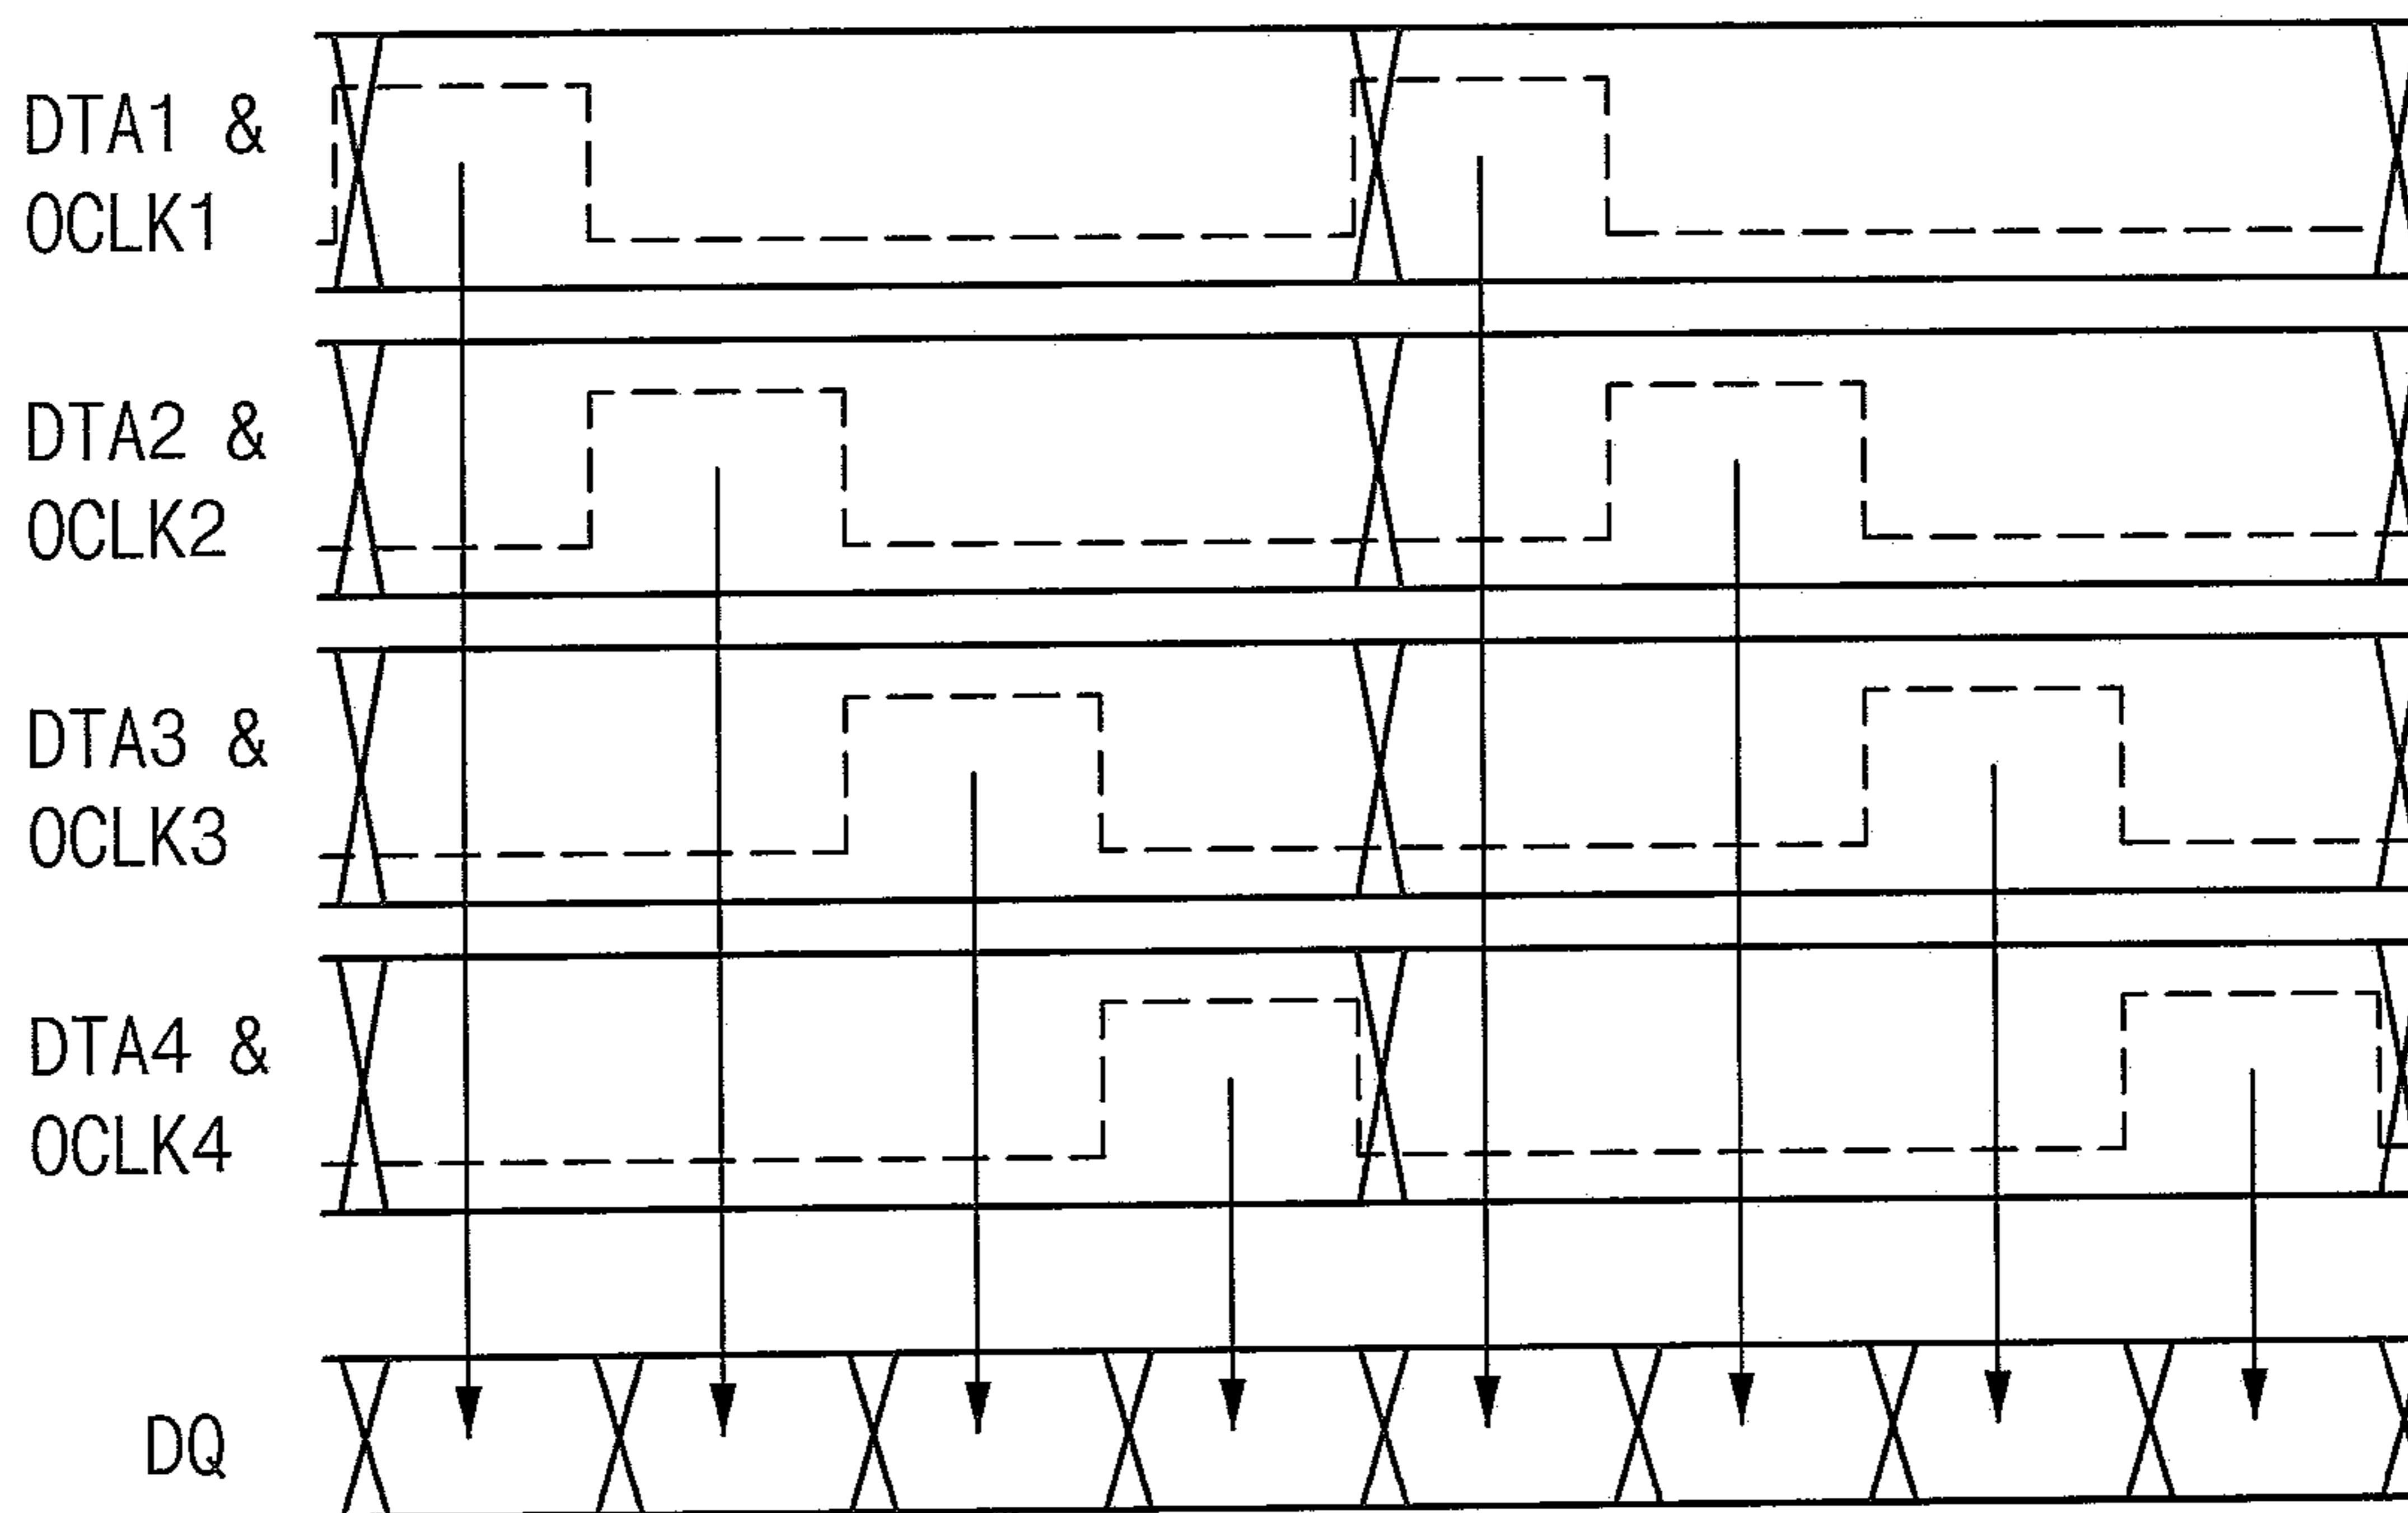 DTA1 &
OCLK1
DTA2 &
OCLK2
DTA3 &
OCLK3
DTA4 &
OCLK4
DQ